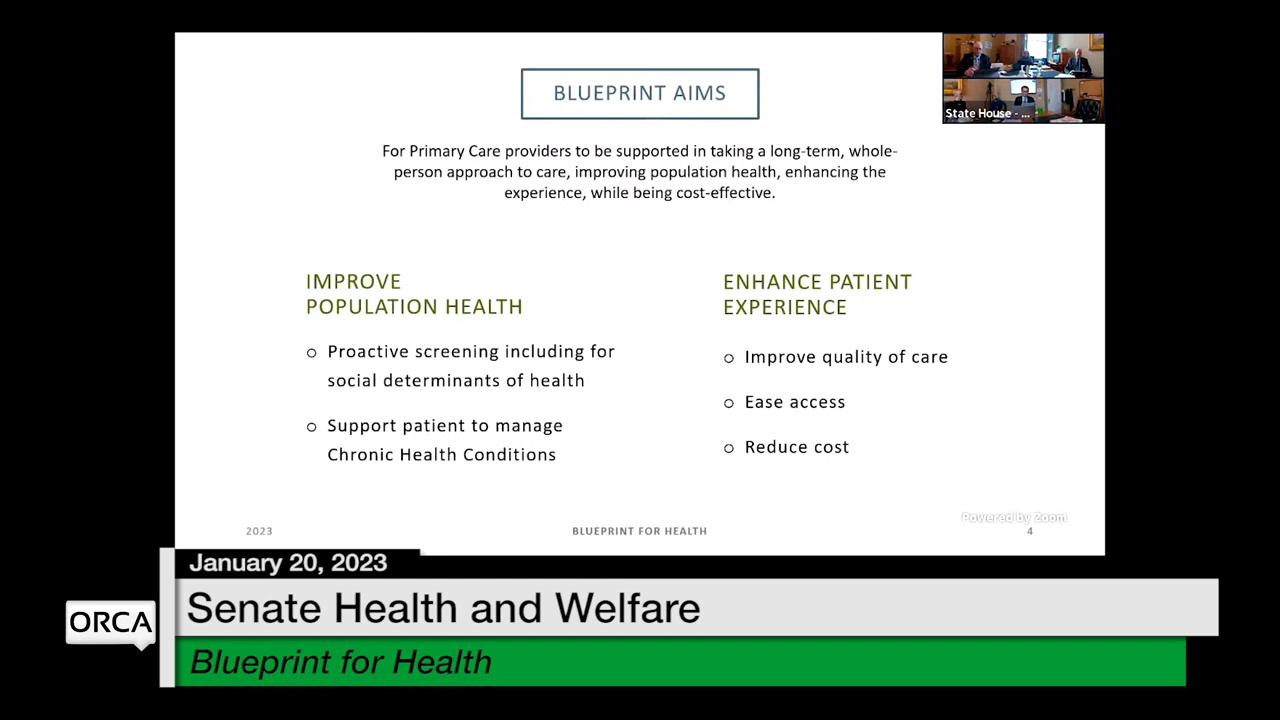 BLUEPRINT AIMS
State House - ...
For Primary Care providers to be supported in taking a long-term, whole-
person approach to care, improving population health, enhancing the
experience, while being cost-effective.
IMPROVE
POPULATION HEALTH
○ Proactive screening including for
social determinants of health
○ Support patient to manage
Chronic Health Conditions
ENHANCE PATIENT
EXPERIENCE
○ Improve quality of care
○ Ease access
○ Reduce cost
Powered by Zoom
2023
BLUEPRINT FOR HEALTH
4
January 20, 2023
ORCA
Senate Health and Welfare
Blueprint for Health